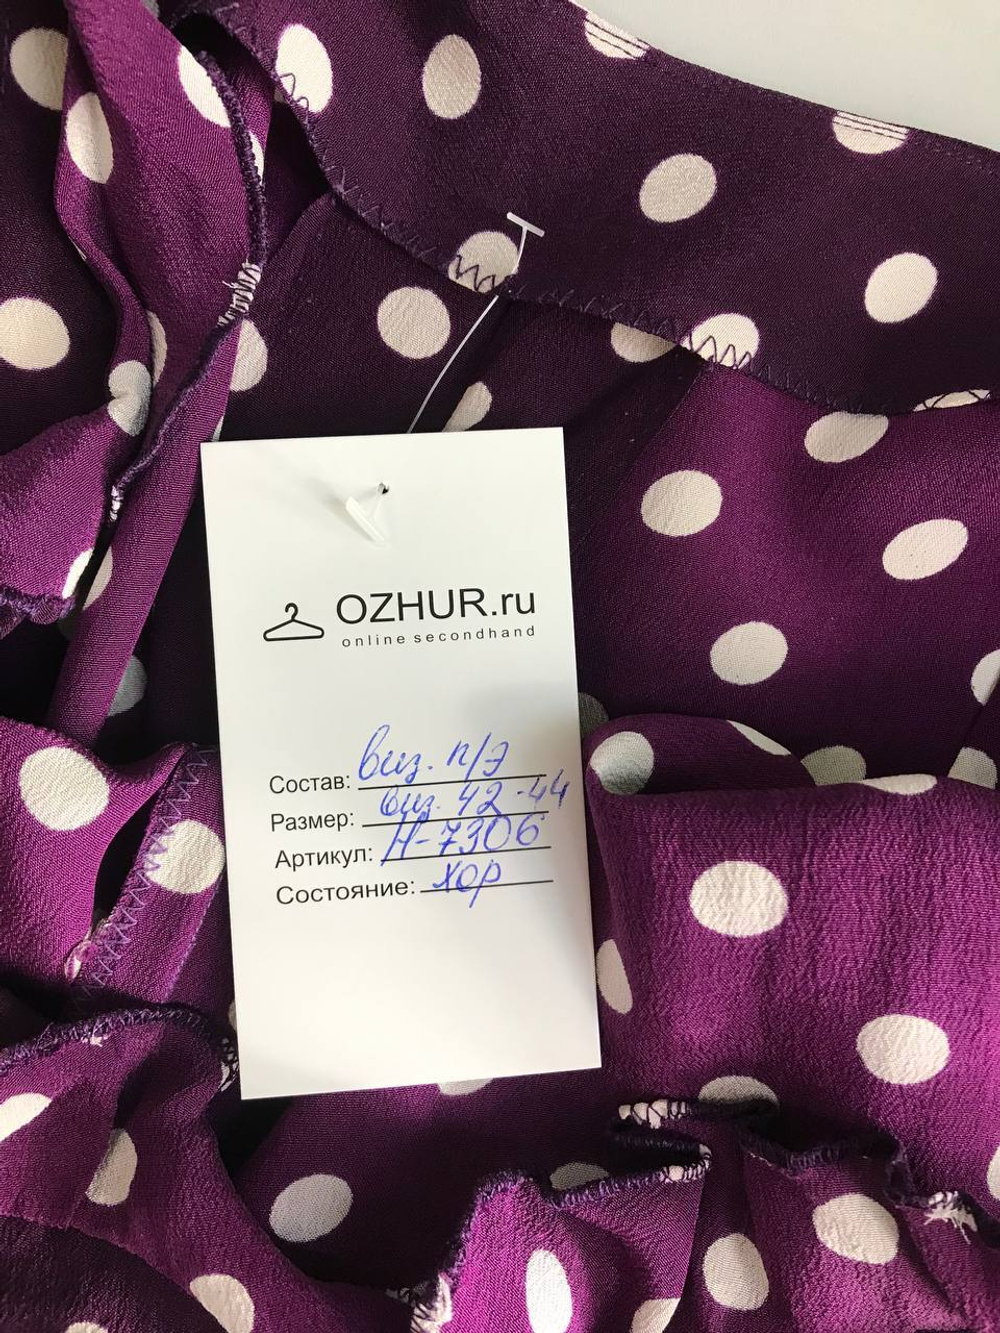 OZHUR.ru
online secondhand
Состав: виз. п/э
Размер: виз. 42-44
Артикул: Н-7306
Состояние: хор